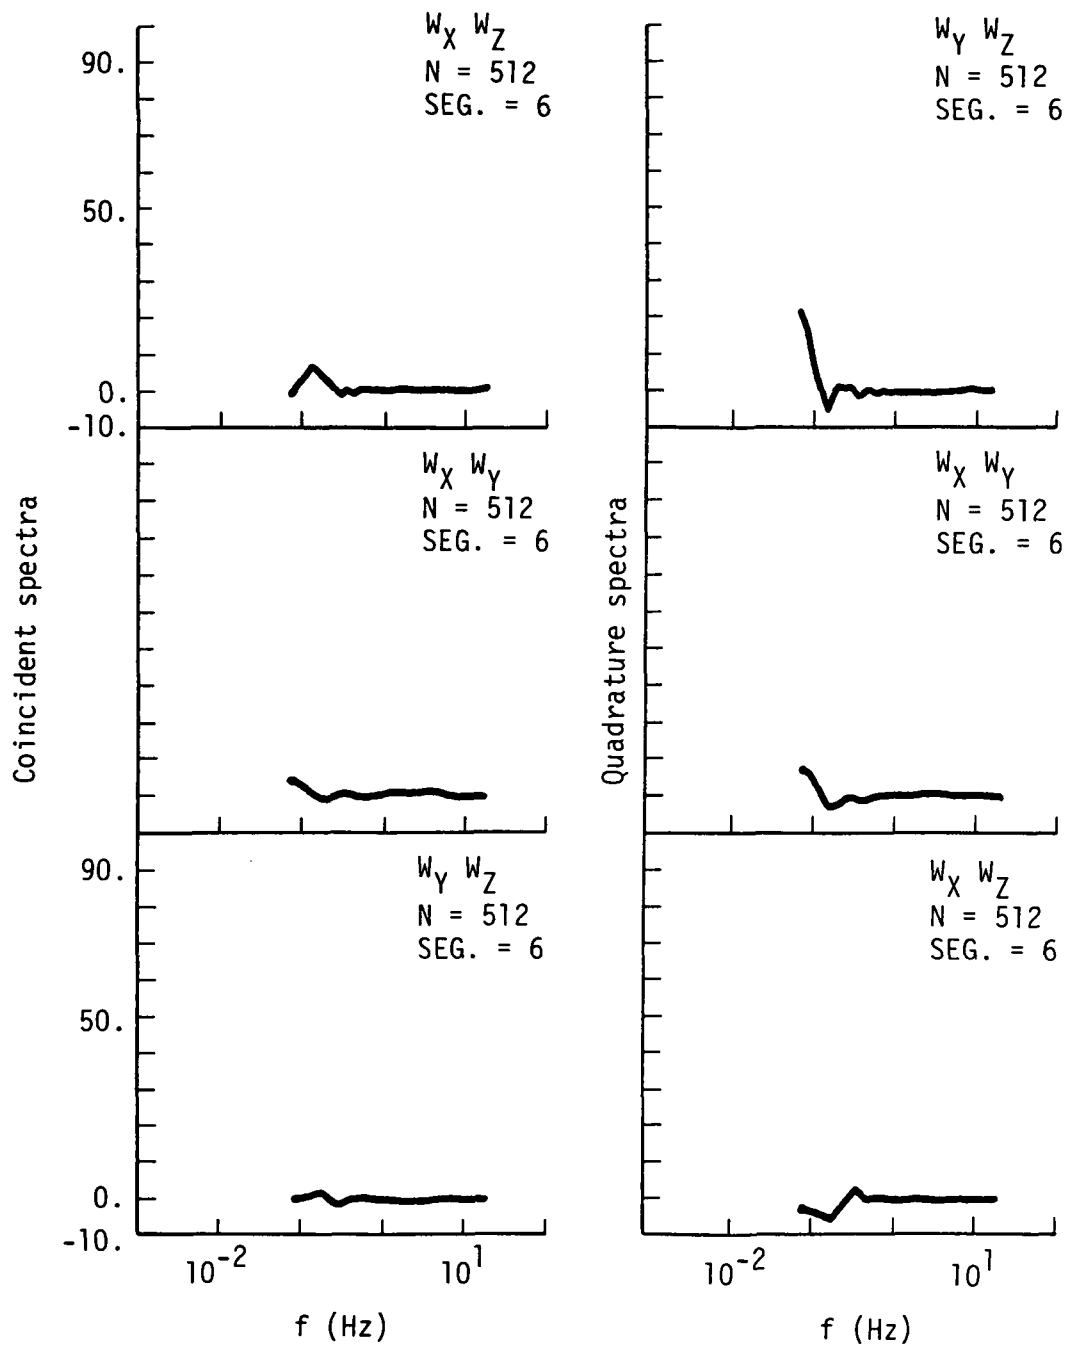 W_X W_Z
N = 512
SEG. = 6
90.
50.
0.
-10.
W_Y W_Z
N = 512
SEG. = 6
Coincident spectra
W_X W_Y
N = 512
SEG. = 6
Quadrature spectra
W_X W_Y
N = 512
SEG. = 6
90.
50.
0.
-10.
W_Y W_Z
N = 512
SEG. = 6
10^-2
10^1
f (Hz)
W_X W_Z
N = 512
SEG. = 6
10^-2
10^1
f (Hz)